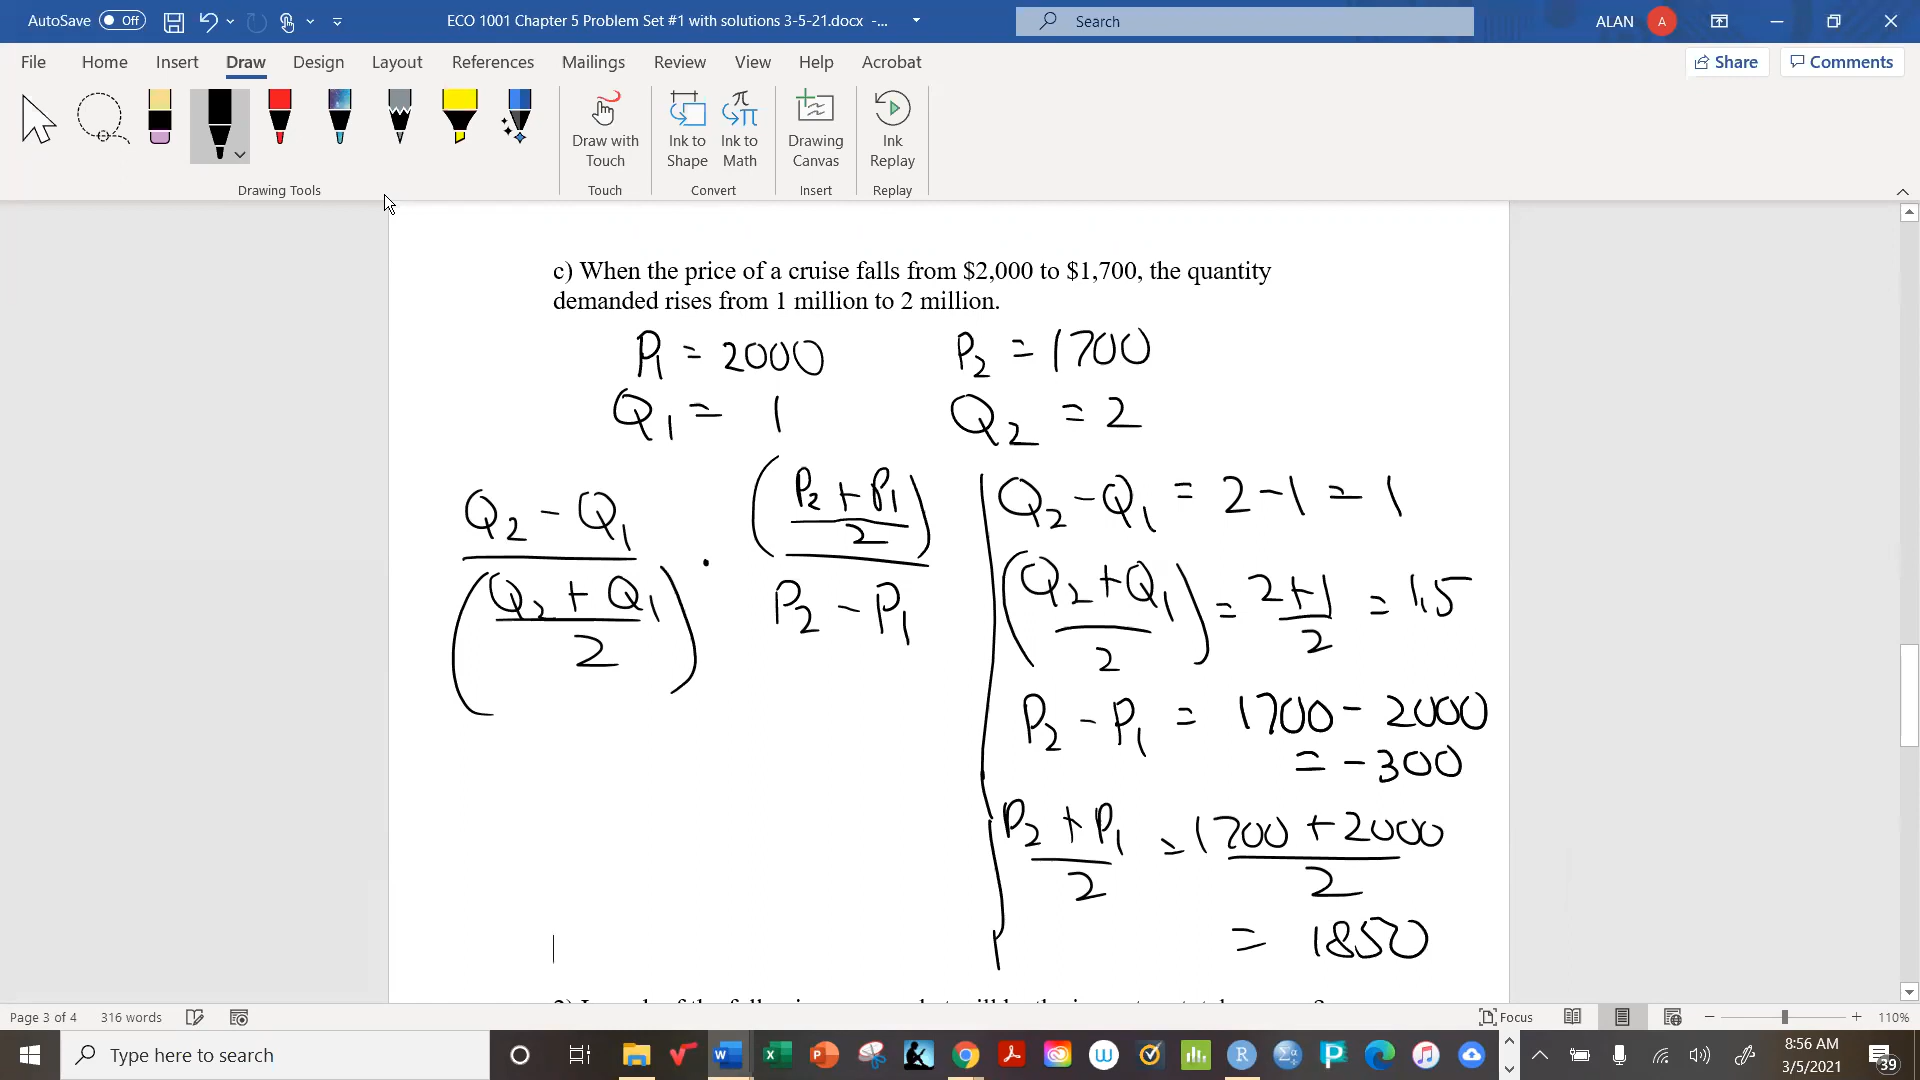 AutoSave Off ECO 1001 Chapter 5 Problem Set #1 with solutions 3-5-21.docx -... Search ALAN A
File Home Insert Draw Design Layout References Mailings Review View Help Acrobat Share Comments
Draw with Touch
Ink to Shape
Ink to Math
Drawing Canvas
Ink Replay
Drawing Tools Touch Convert Insert Replay
c) When the price of a cruise falls from $2,000 to $1,700, the quantity
demanded rises from 1 million to 2 million.
P1 = 2000 P2 = 1700
Q1 = 1 Q2 = 2
Q2 - Q1 / (Q2 + Q1 / 2) · (P2 + P1 / 2) / P2 - P1
Q2 - Q1 = 2 - 1 = 1
(Q2 + Q1 / 2) = 2+1 / 2 = 1.5
P2 - P1 = 1700 - 2000
= -300
P2 + P1 / 2 = 1700 + 2000 / 2
= 1850
Page 3 of 4 316 words Focus 110%
Type here to search
8:56 AM
3/5/2021
39